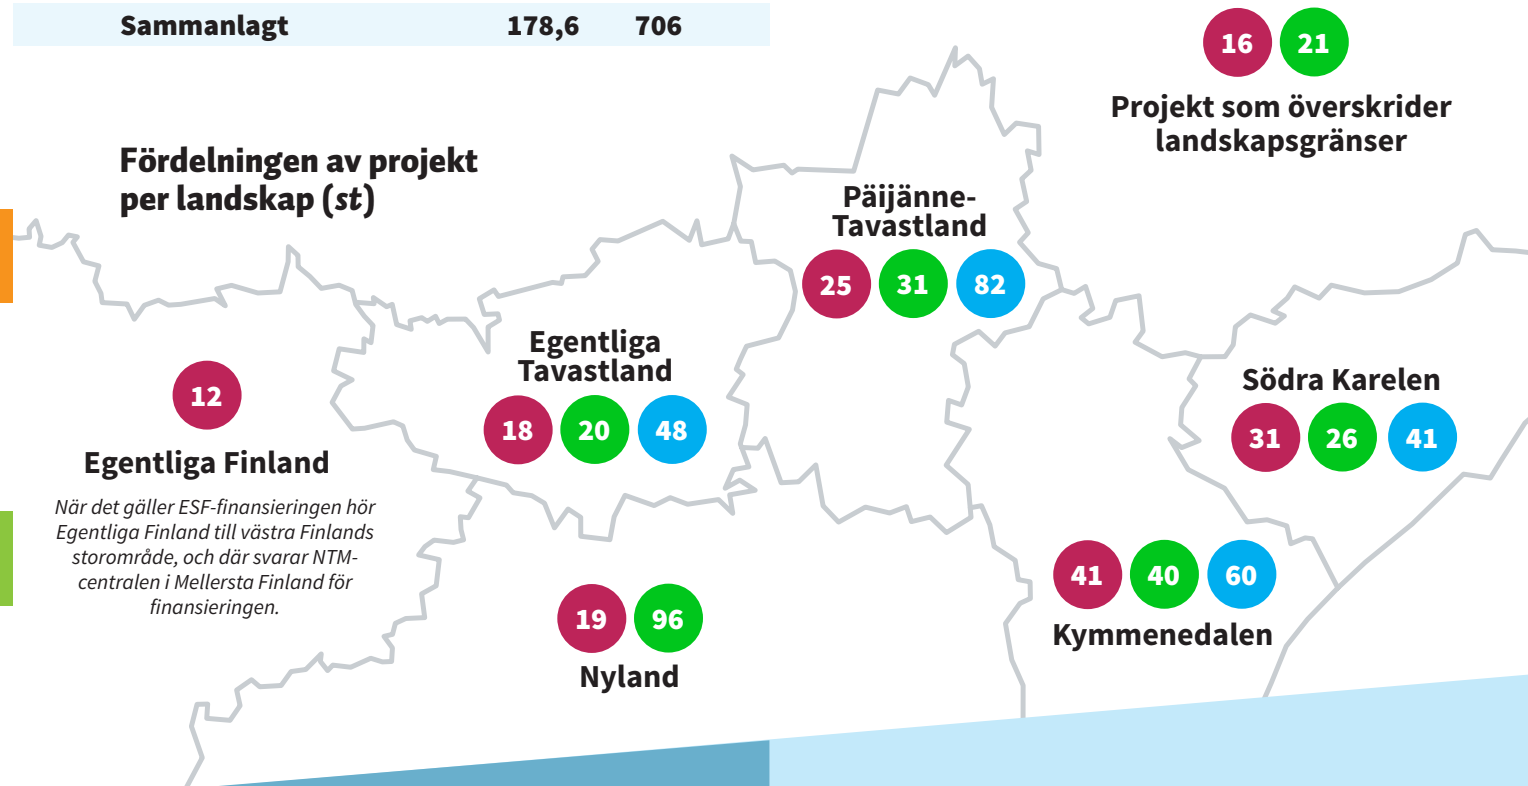 Sammanlagt 178,6 706
Fördelningen av projekt
per landskap (st)
16 21
Projekt som överskrider
landskapsgränser
Päijänne-
Tavastland
25 31 82
Egentliga
Tavastland
18 20 48
Södra Karelen
31 26 41
12
Egentliga Finland
När det gäller ESF-finansieringen hör
Egentliga Finland till västra Finlands
storområde, och där svarar NTM-
centralen i Mellersta Finland för
finansieringen.
19 96
Nyland
41 40 60
Kymmenedalen